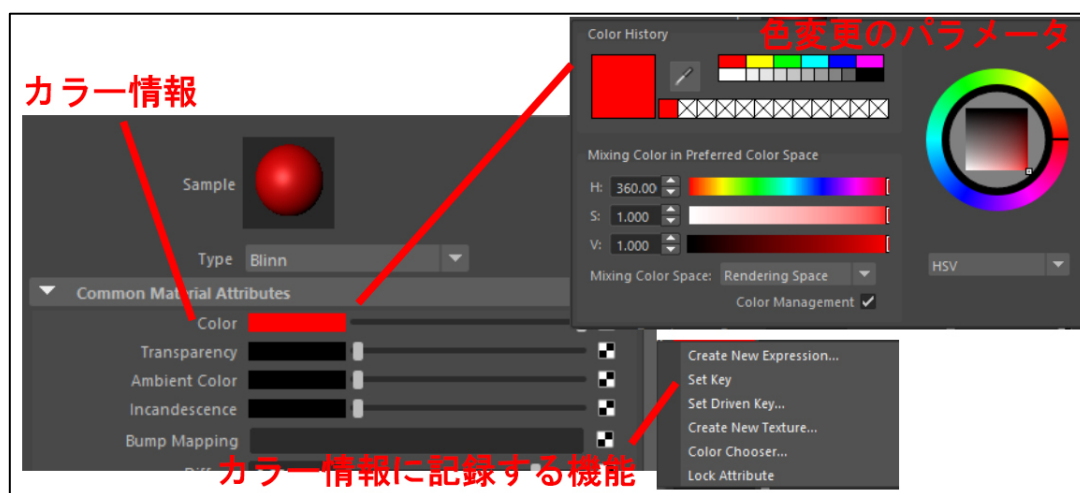 Color History
色変更のパラメータ
カラー情報
Sample
Mixing Color in Preferred Color Space
H: 360.00
S: 1.000
V: 1.000
Type Blinn
HSV
Mixing Color Space: Rendering Space
Common Material Attributes
Color Management
Color
Transparency
Ambient Color
Incandescence
Bump Mapping
Create New Expression...
Set Key
Set Driven Key...
Create New Texture...
Color Chooser...
Lock Attribute
カラー情報に記録する機能